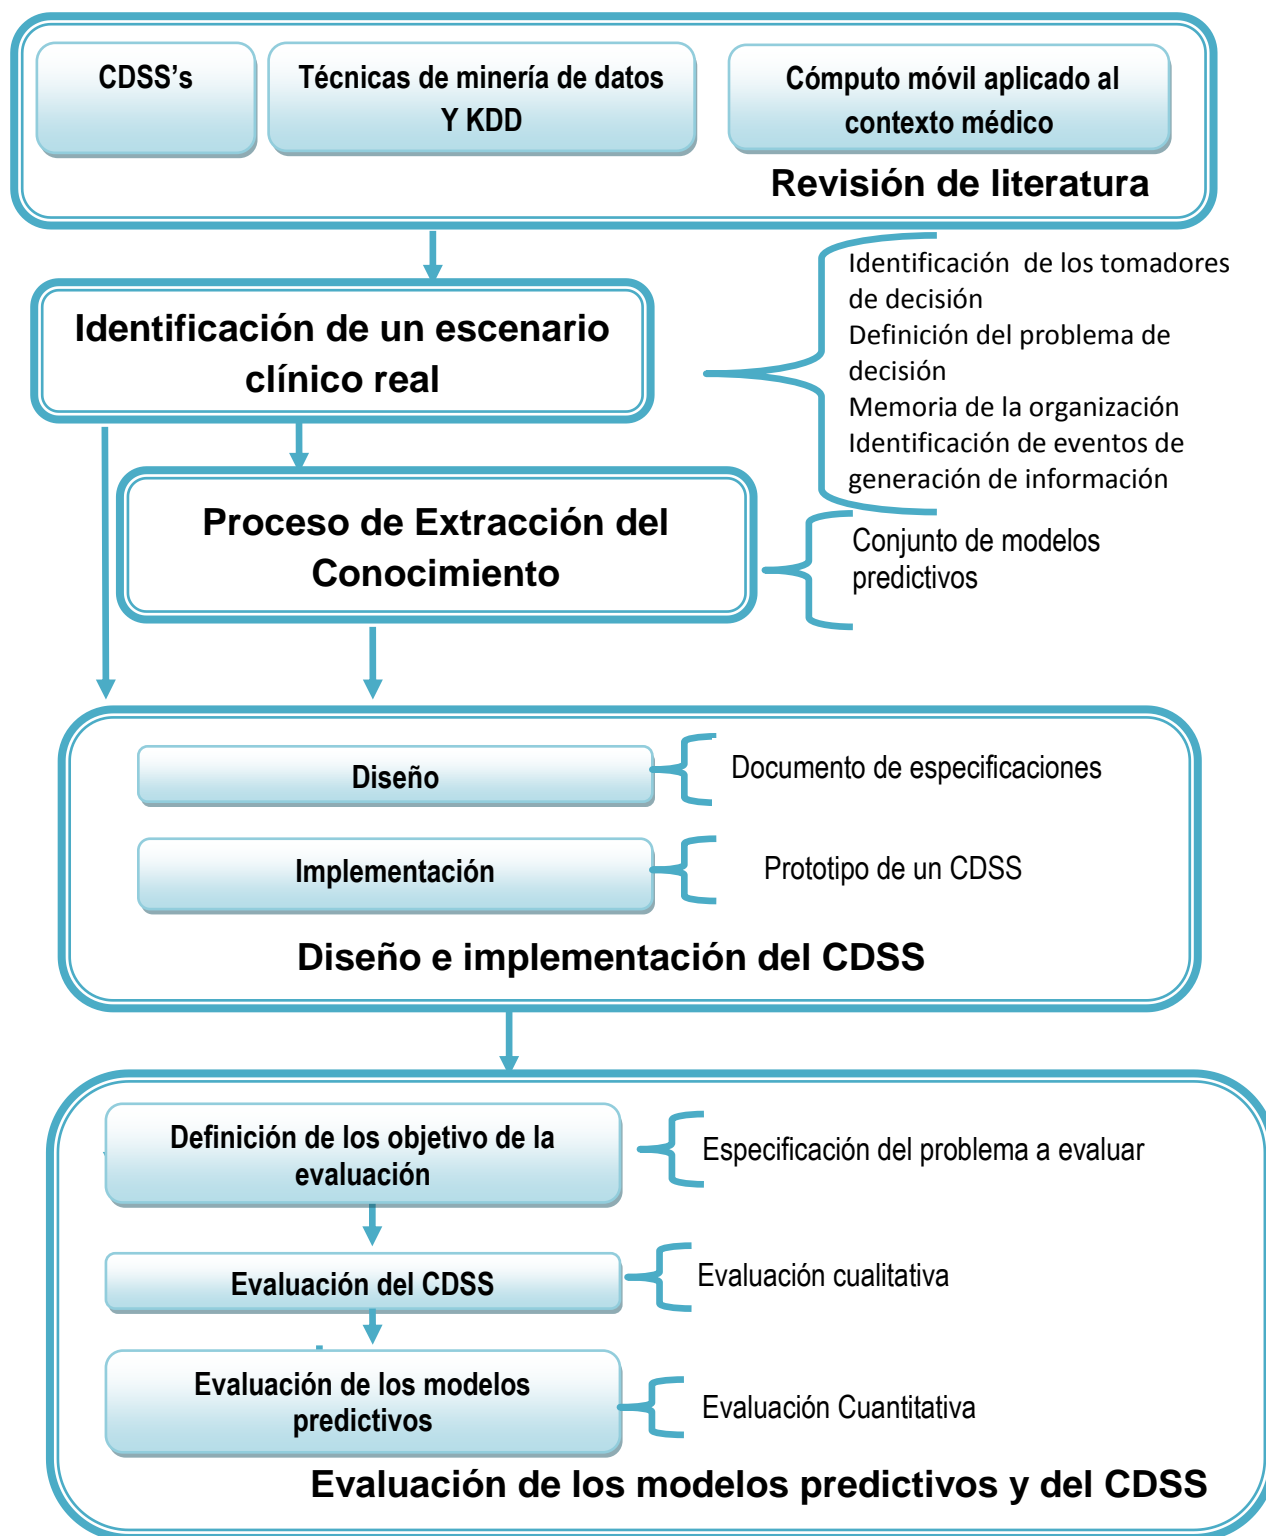 CDSS's
Técnicas de minería de datos
Y KDD
Cómputo móvil aplicado al
contexto médico
Revisión de literatura
Identificación de un escenario
clínico real
Identificación  de los tomadores
de decisión
Definición del problema de
decisión
Memoria de la organización
Identificación de eventos de
generación de información
Proceso de Extracción del
Conocimiento
Conjunto de modelos
predictivos
Diseño
Documento de especificaciones
Implementación
Prototipo de un CDSS
Diseño e implementación del CDSS
Definición de los objetivo de la
evaluación
Especificación del problema a evaluar
Evaluación del CDSS
Evaluación cualitativa
Evaluación de los modelos
predictivos
Evaluación Cuantitativa
Evaluación de los modelos predictivos y del CDSS